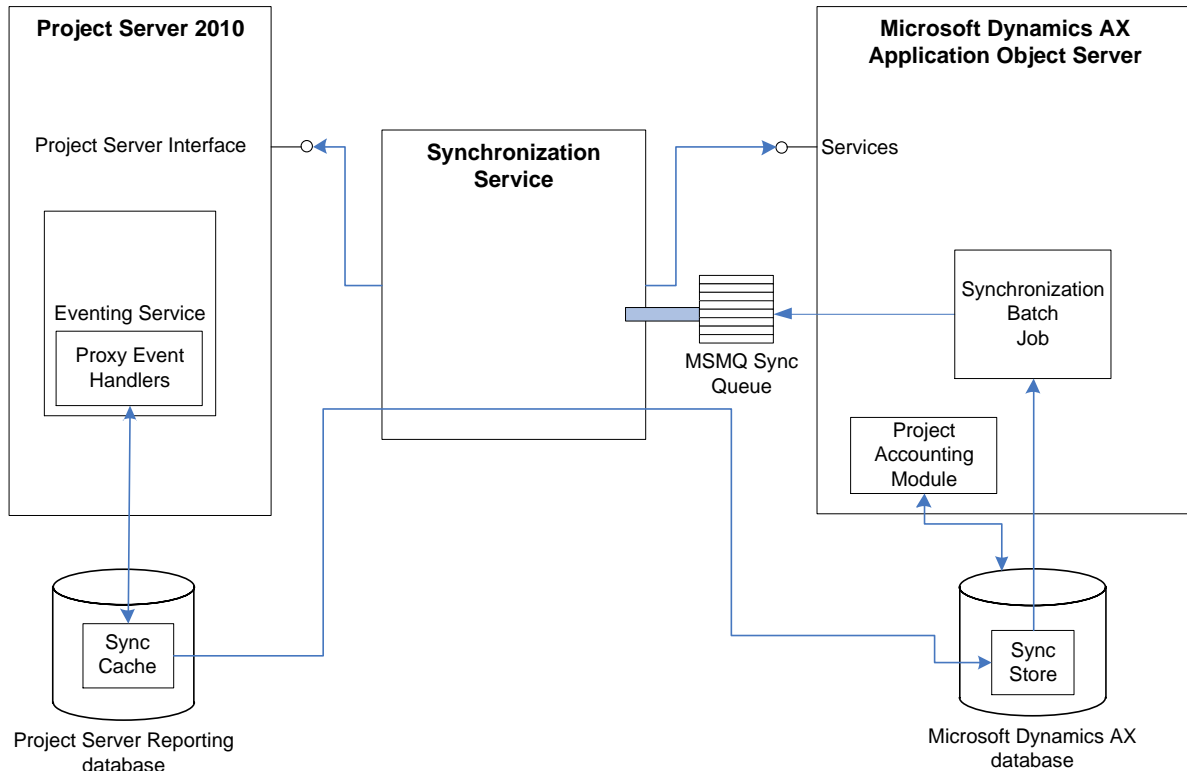 Project Server 2010
Project Server Interface
Eventing Service
Proxy Event
Handlers
Sync
Cache
Project Server Reporting
database
Synchronization
Service
MSMQ Sync
Queue
Microsoft Dynamics AX
Application Object Server
Services
Synchronization
Batch
Job
Project
Accounting
Module
Sync
Store
Microsoft Dynamics AX
database